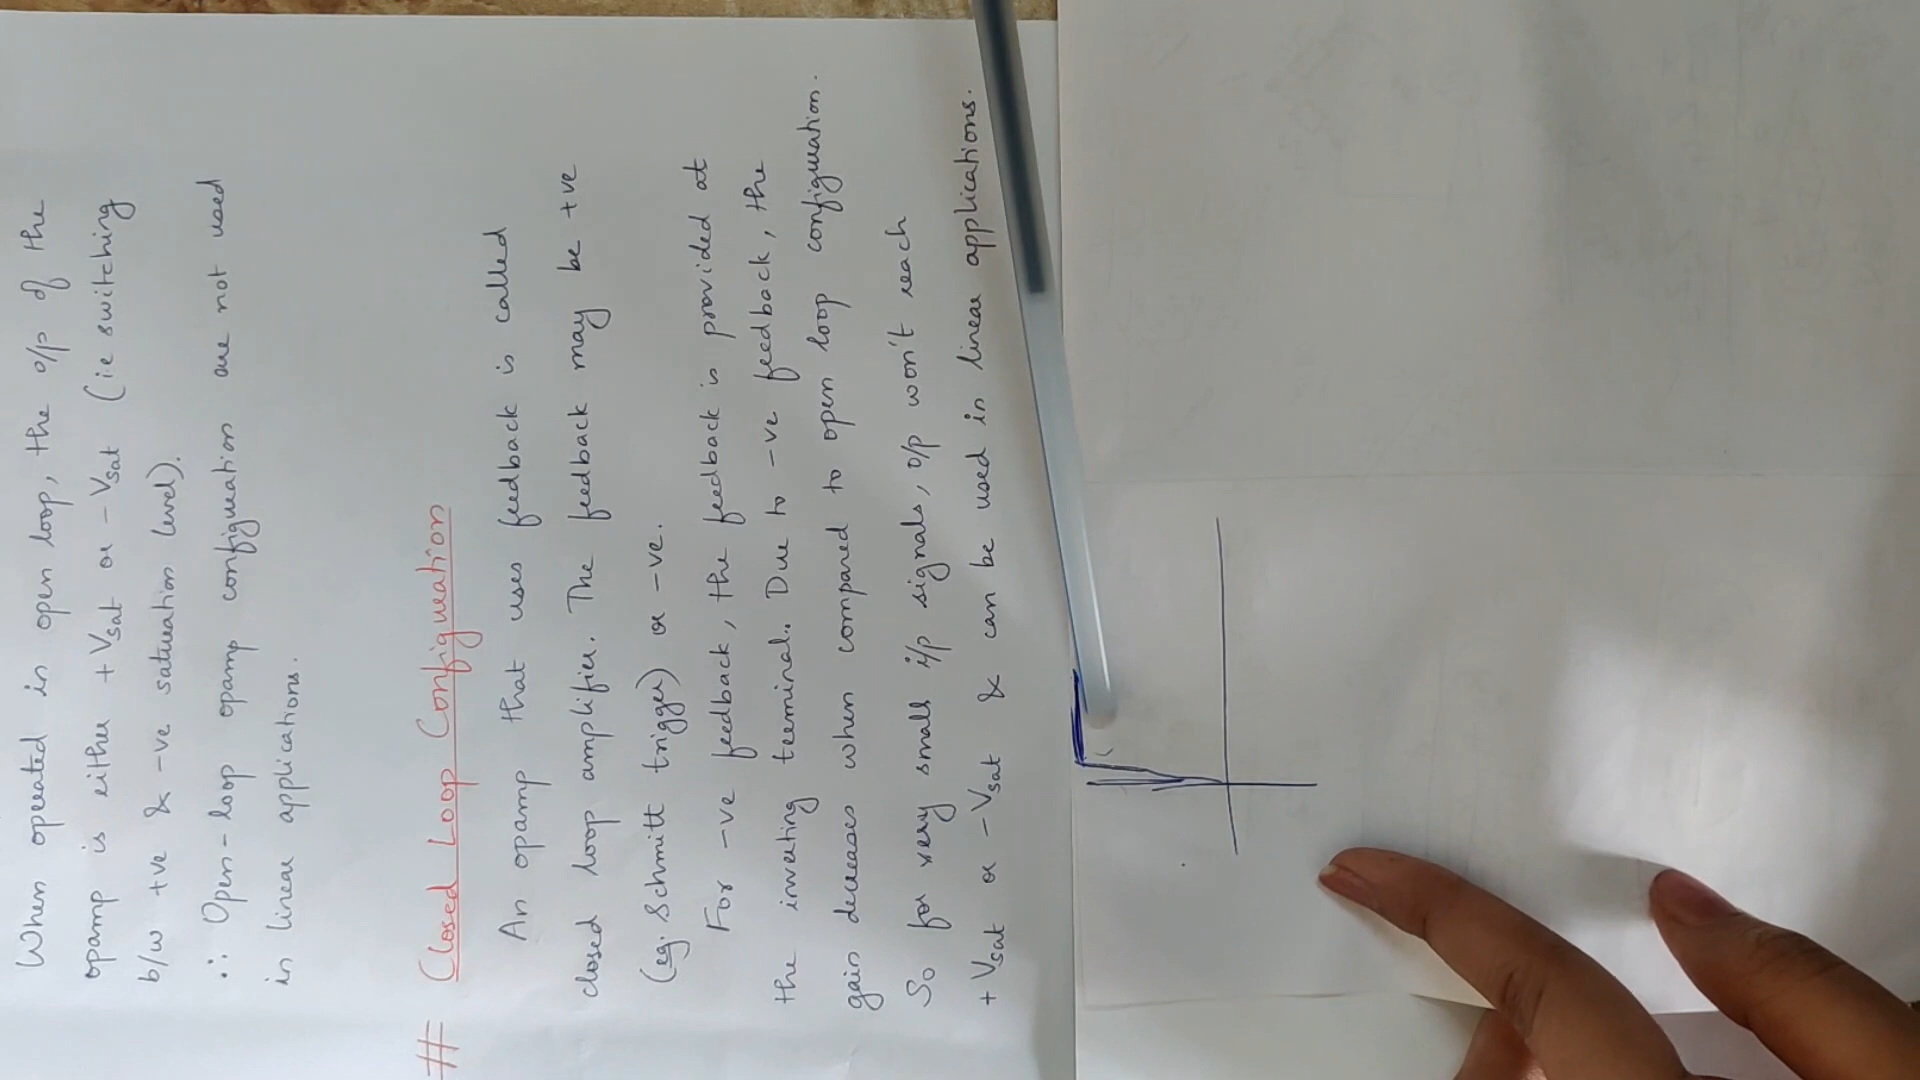 When operated in open loop, the o/p of the
opamp is either +Vsat or -Vsat (ie switching
b/w +ve & -ve saturation level).
∴ Open-loop opamp configuration are not used
in linear applications.
# Closed Loop Configuration
An opamp that uses feedback is called
closed loop amplifier. The feedback may be +ve
(eg. Schmitt trigger) or -ve.
For -ve feedback, the feedback is provided at
the inverting terminal. Due to -ve feedback, the
gain decreases when compared to open loop configuration.
So for very small i/p signals, o/p won't reach
+Vsat or -Vsat & can be used in linear applications.